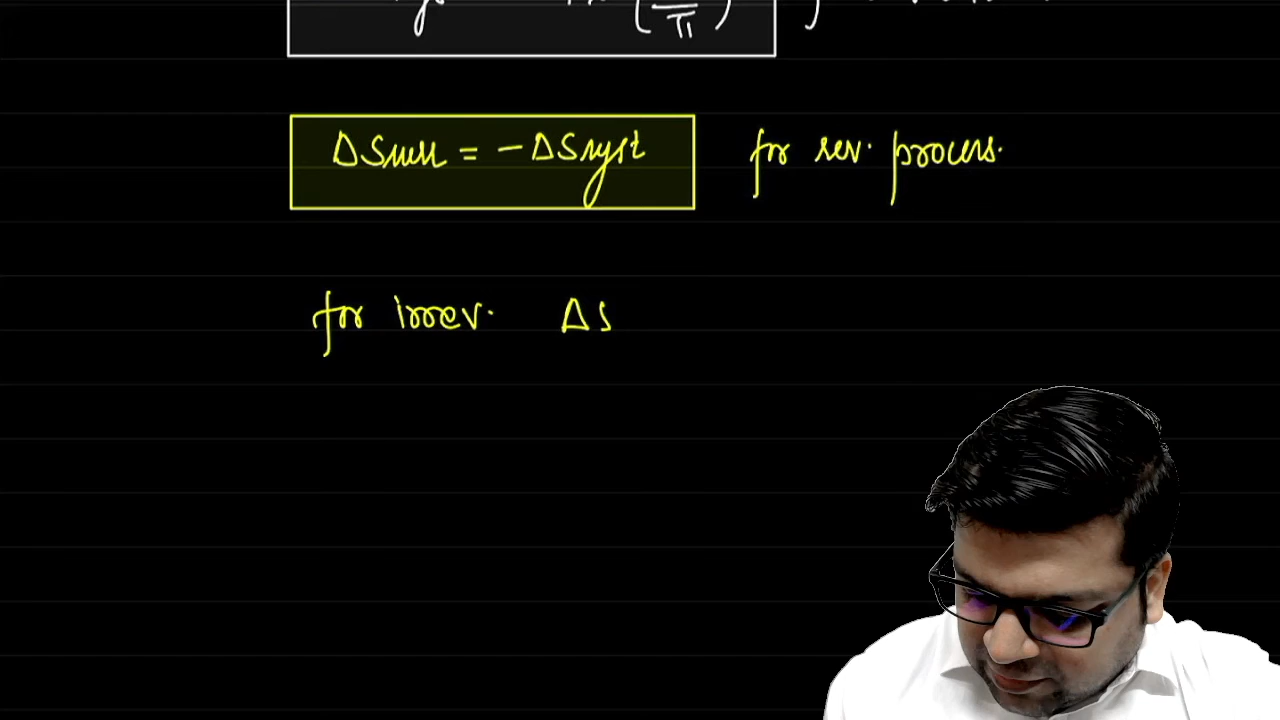 ΔSsurr = -ΔSsyst for rev. process.
for irrev. ΔS